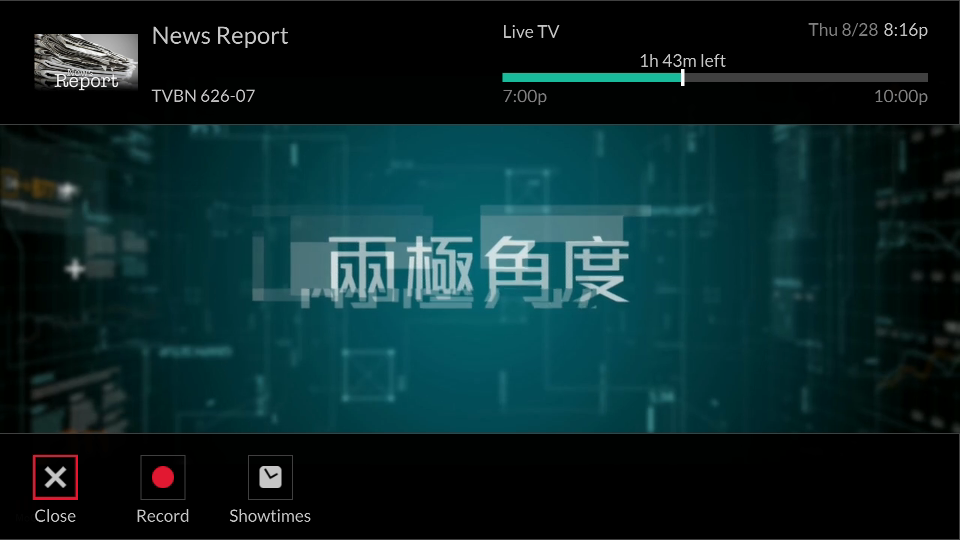 News Report
Report
TVBN 626-07
Live TV
Thu 8/28 8:16p
1h 43m left
7:00p
10:00p
兩極角度
Close
Record
Showtimes